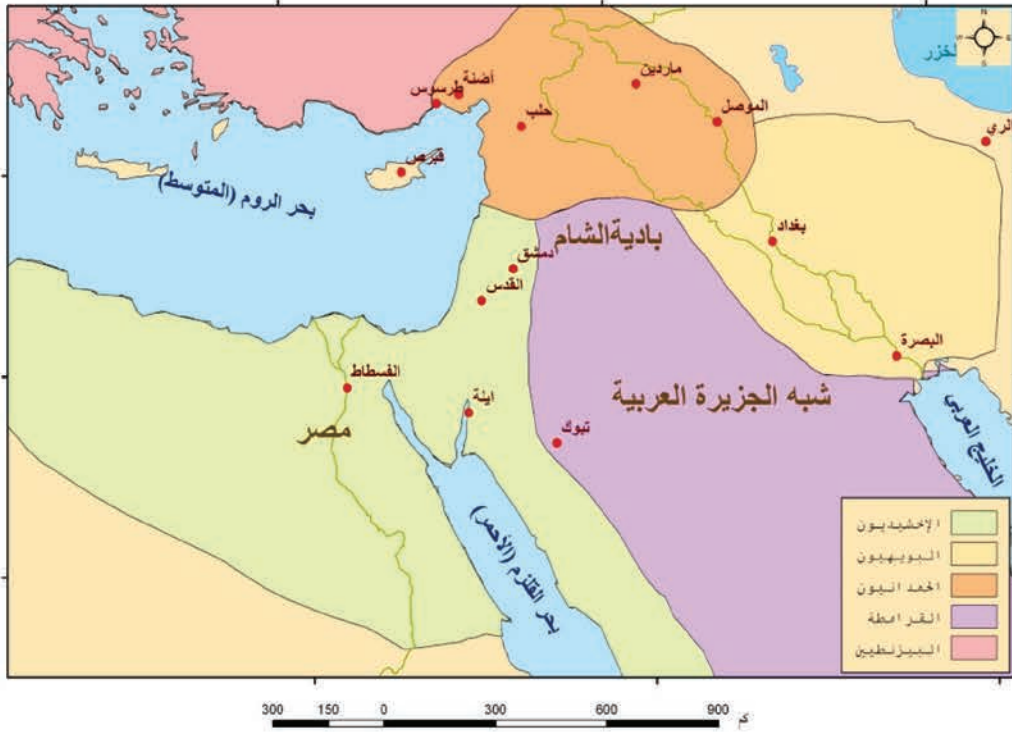 N
E
S
الخزر
أضنة
طرسوس
ماردين
حلب
الموصل
الري
قبرص
بحر الروم (المتوسط)
بادية الشام
بغداد
دمشق
القدس
البصرة
الفسطاط
ايلة
شبه الجزيرة العربية
مصر
تبوك
الخليج العربي
بحر القلزم (الأحمر)
الإخشيديون
البويهيون
الحمدانيون
القرامطة
البيزنطيين
300 150 0 300 600 900 كم